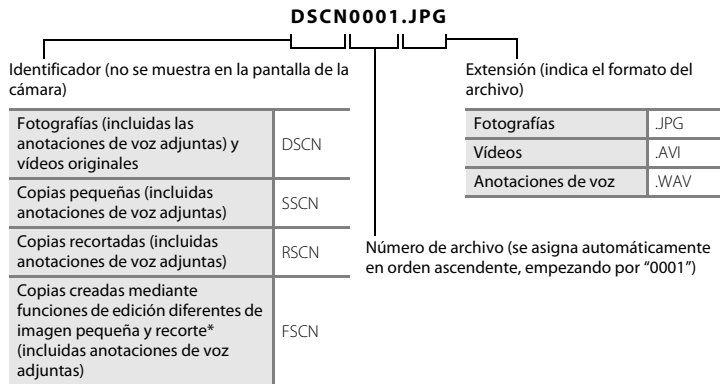 DSCN0001.JPG
Identificador (no se muestra en la pantalla de la
cámara)
Fotografías (incluidas las
anotaciones de voz adjuntas) y
vídeos originales
DSCN
Copias pequeñas (incluidas
anotaciones de voz adjuntas)
SSCN
Copias recortadas (incluidas
anotaciones de voz adjuntas)
RSCN
Copias creadas mediante
funciones de edición diferentes de
imagen pequeña y recorte*
(incluidas anotaciones de voz
adjuntas)
FSCN
Extensión (indica el formato del
archivo)
Fotografías .JPG
Vídeos .AVI
Anotaciones de voz .WAV
Número de archivo (se asigna automáticamente
en orden ascendente, empezando por “0001”)